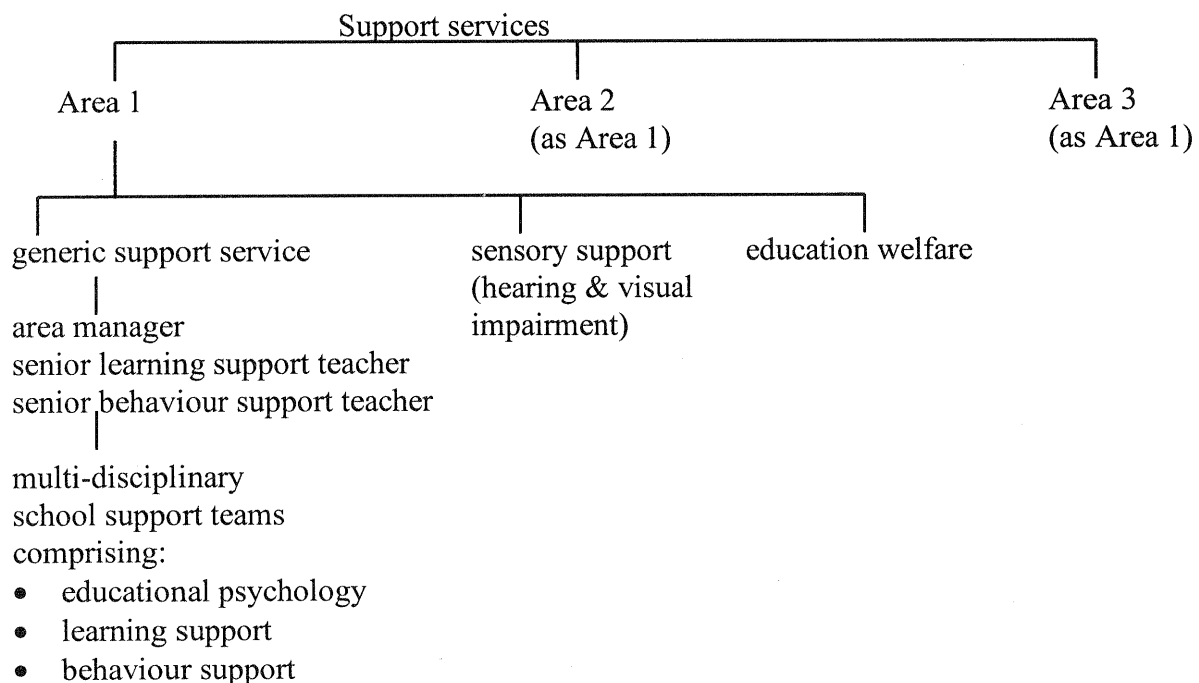 Support services
Area 1
Area 2
(as Area 1)
Area 3
(as Area 1)
generic support service
sensory support
(hearing & visual
impairment)
education welfare
area manager
senior learning support teacher
senior behaviour support teacher
multi-disciplinary
school support teams
comprising:
• educational psychology
• learning support
• behaviour support